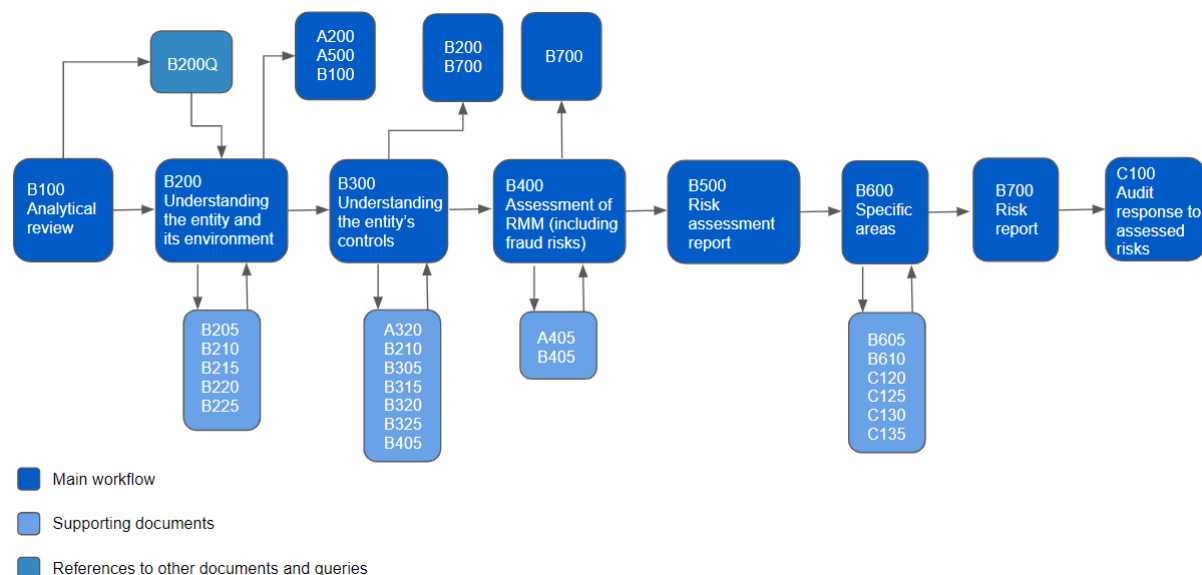 B200Q
A200
A500
B100
B200
B700
B700
B100
Analytical
review
B200
Understanding
the entity and
its environment
B300
Understanding
the entity's
controls
B400
Assessment of
RMM (including
fraud risks)
B500
Risk
assessment
report
B600
Specific
areas
B700
Risk
report
C100
Audit
response to
assessed
risks
B205
B210
B215
B220
B225
A320
B210
B305
B315
B320
B325
B405
A405
B405
B605
B610
C120
C125
C130
C135
Main workflow
Supporting documents
References to other documents and queries